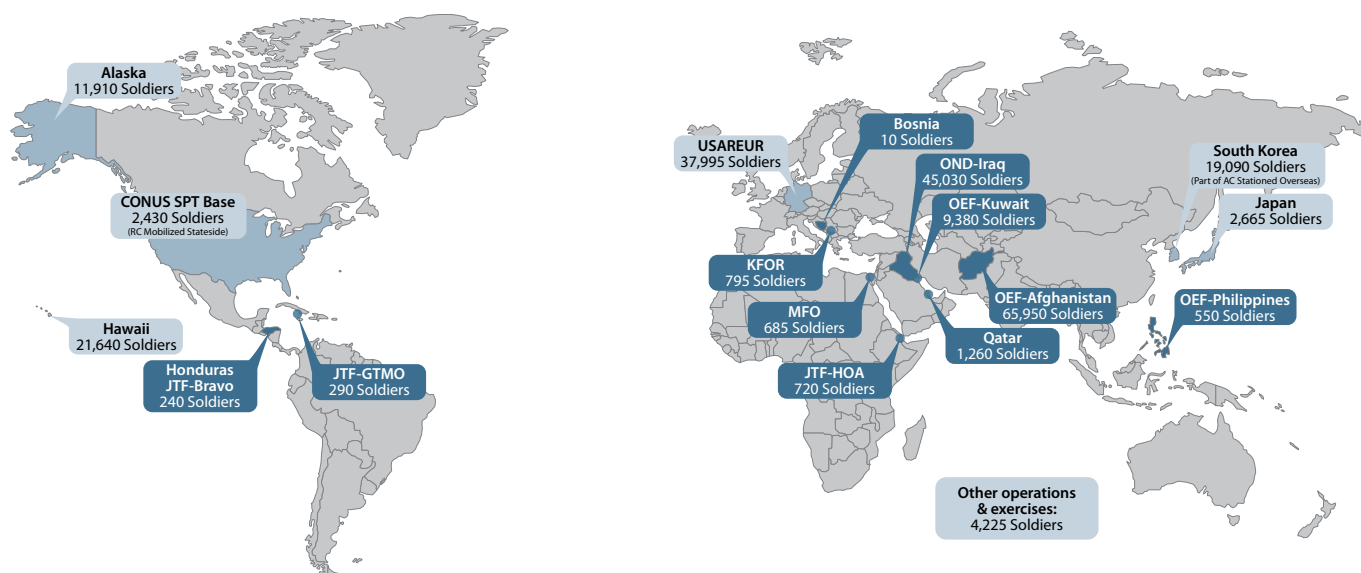 Alaska
11,910 Soldiers
CONUS SPT Base
2,430 Soldiers
(RC Mobilized Stateside)
Hawaii
21,640 Soldiers
Honduras
JTF-Bravo
240 Soldiers
JTF-GTMO
290 Soldiers
USAREUR
37,995 Soldiers
Bosnia
10 Soldiers
OND-Iraq
45,030 Soldiers
OEF-Kuwait
9,380 Soldiers
South Korea
19,090 Soldiers
(Part of AC Stationed Overseas)
Japan
2,665 Soldiers
KFOR
795 Soldiers
MFO
685 Soldiers
JTF-HOA
720 Soldiers
Qatar
1,260 Soldiers
OEF-Afghanistan
65,950 Soldiers
OEF-Philippines
550 Soldiers
Other operations
& exercises:
4,225 Soldiers